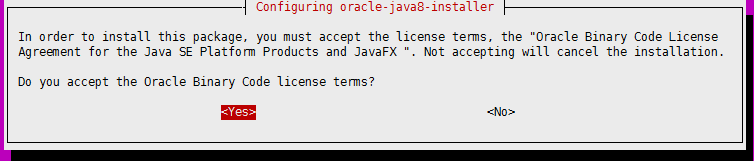 Configuring oracle-java8-installer
In order to install this package, you must accept the license terms, the "Oracle Binary Code License
Agreement for the Java SE Platform Products and JavaFX ". Not accepting will cancel the installation.
Do you accept the Oracle Binary Code license terms?
<Yes> <No>